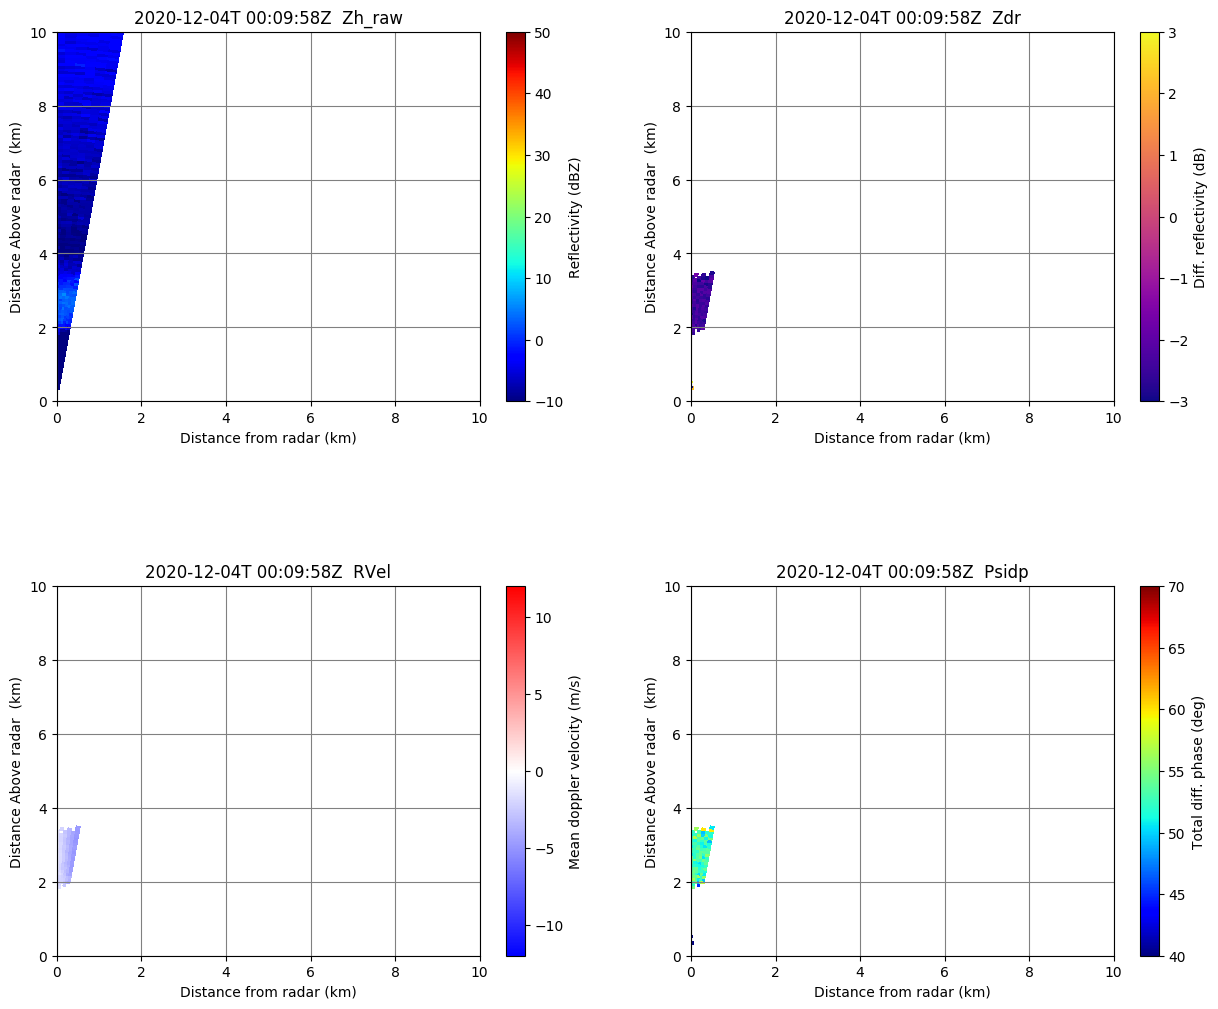 2020-12-04T 00:09:58Z  Zh_raw
10
8
6
4
2
0
Distance Above radar  (km)
0 2 4 6 8 10
Distance from radar (km)
50
40
30
20
10
0
−10
Reflectivity (dBZ)
2020-12-04T 00:09:58Z  Zdr
10
8
6
4
2
0
Distance Above radar  (km)
0 2 4 6 8 10
Distance from radar (km)
3
2
1
0
−1
−2
−3
Diff. reflectivity (dB)
2020-12-04T 00:09:58Z  RVel
10
8
6
4
2
0
Distance Above radar  (km)
0 2 4 6 8 10
Distance from radar (km)
10
5
0
−5
−10
Mean doppler velocity (m/s)
2020-12-04T 00:09:58Z  Psidp
10
8
6
4
2
0
Distance Above radar  (km)
0 2 4 6 8 10
Distance from radar (km)
70
65
60
55
50
45
40
Total diff. phase (deg)